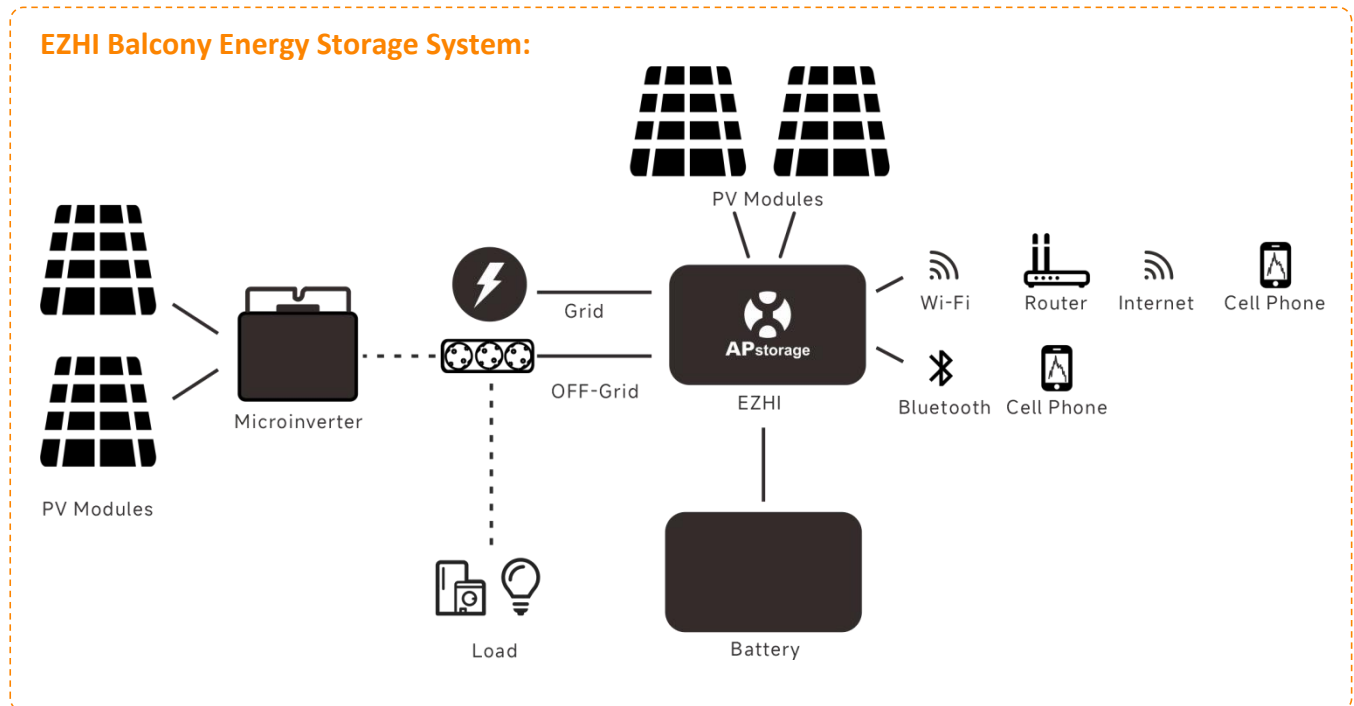 EZHI Balcony Energy Storage System:
PV Modules
Grid
Wi-Fi
Router
Internet
Cell Phone
APstorage
OFF-Grid
EZHI
Bluetooth
Cell Phone
Microinverter
PV Modules
Load
Battery